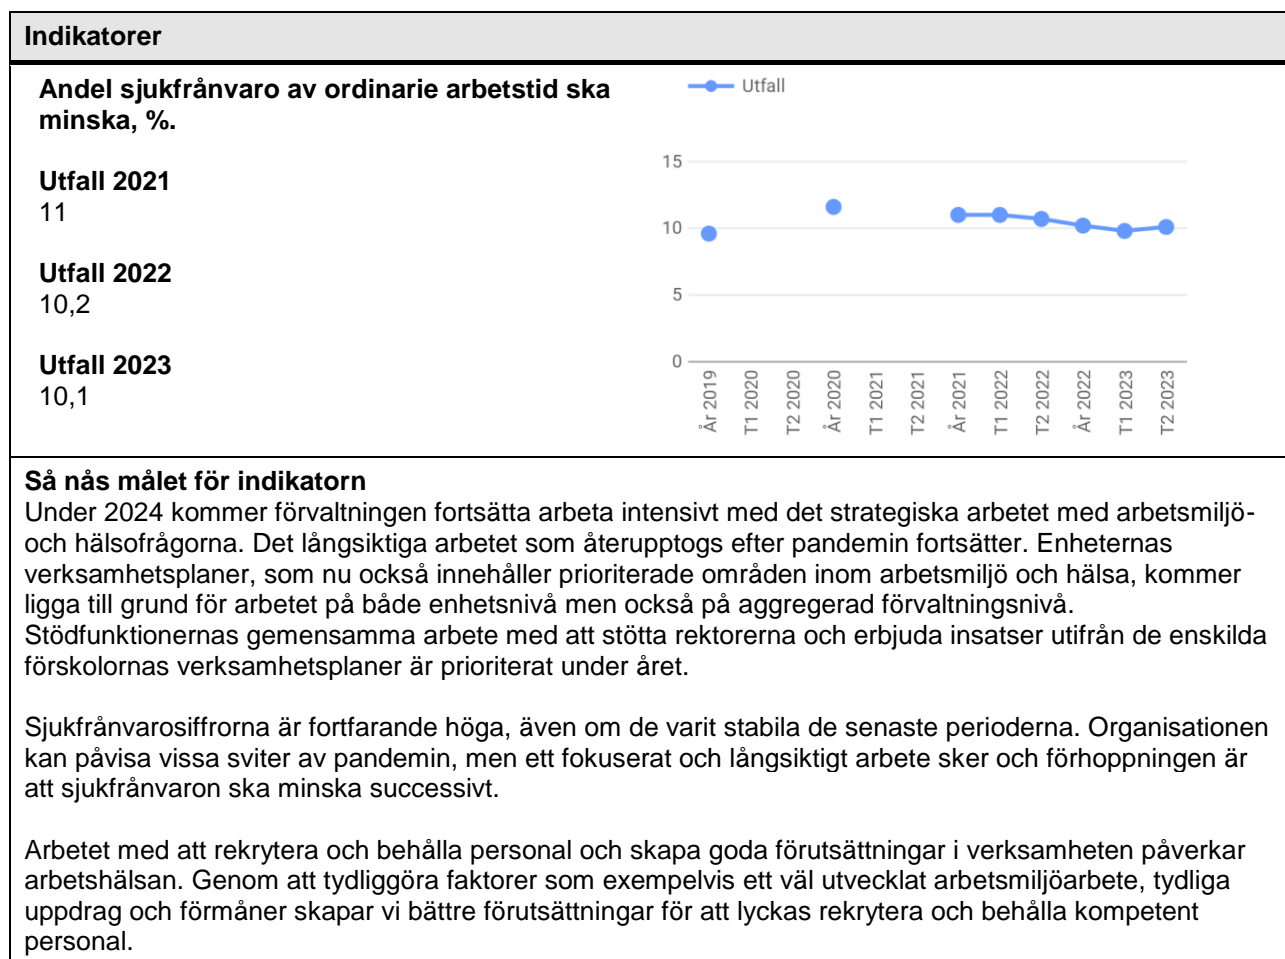 Indikatorer
Andel sjukfrånvaro av ordinarie arbetstid ska
minska, %.
Utfall 2021
11
Utfall 2022
10,2
Utfall 2023
10,1
Utfall
15
10
5
0
År 2019
T1 2020
T2 2020
År 2020
T1 2021
T2 2021
År 2021
T1 2022
T2 2022
År 2022
T1 2023
T2 2023
Så nås målet för indikatorn
Under 2024 kommer förvaltningen fortsätta arbeta intensivt med det strategiska arbetet med arbetsmiljö-
och hälsofrågorna. Det långsiktiga arbetet som återupptogs efter pandemin fortsätter. Enheternas
verksamhetsplaner, som nu också innehåller prioriterade områden inom arbetsmiljö och hälsa, kommer
ligga till grund för arbetet på både enhetsnivå men också på aggregerad förvaltningsnivå.
Stödfunktionernas gemensamma arbete med att stötta rektorerna och erbjuda insatser utifrån de enskilda
förskolornas verksamhetsplaner är prioriterat under året.
Sjukfrånvarosiffrorna är fortfarande höga, även om de varit stabila de senaste perioderna. Organisationen
kan påvisa vissa sviter av pandemin, men ett fokuserat och långsiktigt arbete sker och förhoppningen är
att sjukfrånvaron ska minska successivt.
Arbetet med att rekrytera och behålla personal och skapa goda förutsättningar i verksamheten påverkar
arbetshälsan. Genom att tydliggöra faktorer som exempelvis ett väl utvecklat arbetsmiljöarbete, tydliga
uppdrag och förmåner skapar vi bättre förutsättningar för att lyckas rekrytera och behålla kompetent
personal.